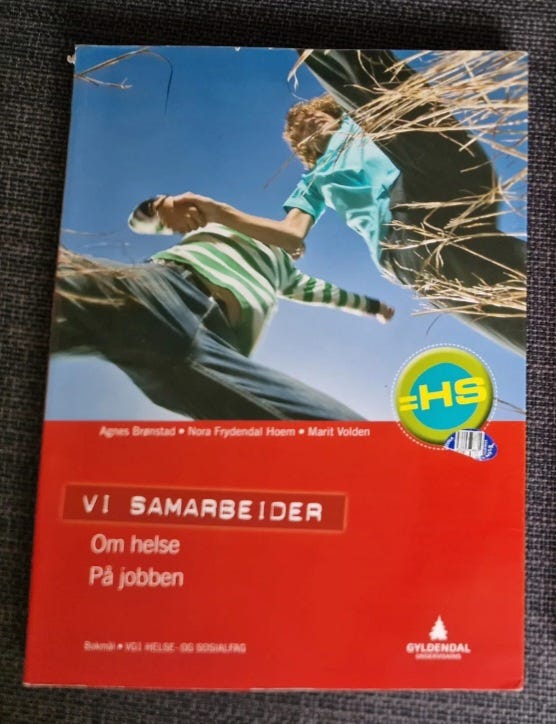 =HS
Agnes Brønstad • Nora Frydendal Hoem • Marit Volden
VI SAMARBEIDER
Om helse
På jobben
Bokmål • VG1 HELSE- OG SOSIALFAG
GYLDENDAL
UNDERVISNING